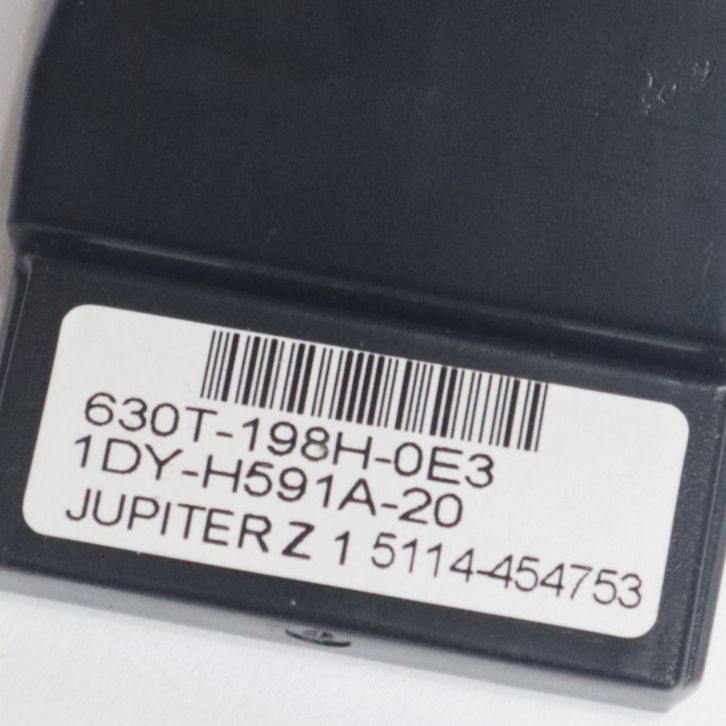 630T-198H-0E3
1DY-H591A-20
JUPITER Z 1 5114-454753